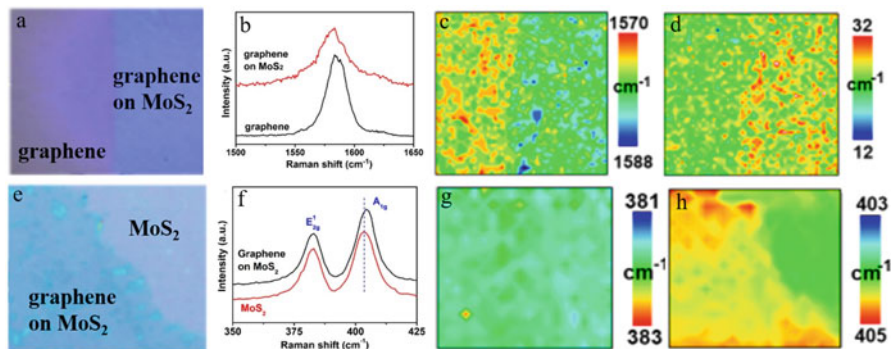 a
graphene
on MoS₂
graphene
b
Intensity (a.u.)
graphene
on MoS₂
graphene
1500 1550 1600 1650
Raman shift (cm⁻¹)
c
1570
cm⁻¹
1588
d
32
cm⁻¹
12
e
MoS₂
graphene
on MoS₂
f
Intensity (a.u.)
E¹₂g
A₁g
Graphene
on MoS₂
MoS₂
350 375 400 425
Raman shift (cm⁻¹)
g
381
cm⁻¹
383
h
403
cm⁻¹
405